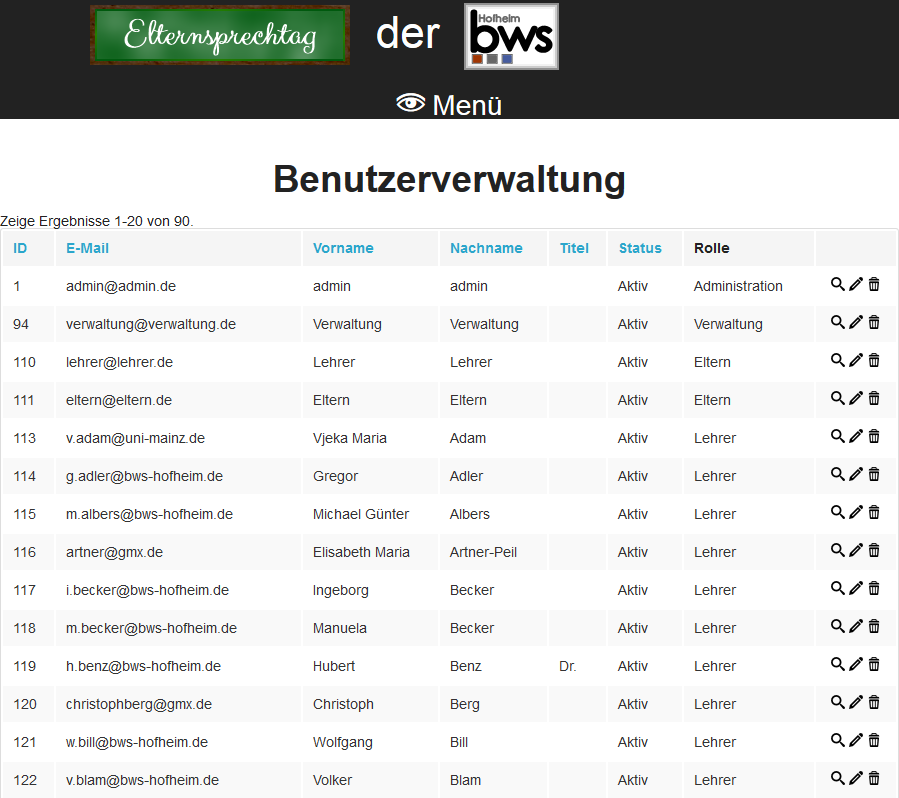 Elternsprechtag der Hofheim bws
Menü
Benutzerverwaltung
Zeige Ergebnisse 1-20 von 90.
ID E-Mail Vorname Nachname Titel Status Rolle
1 admin@admin.de admin admin Aktiv Administration
94 verwaltung@verwaltung.de Verwaltung Verwaltung Aktiv Verwaltung
110 lehrer@lehrer.de Lehrer Lehrer Aktiv Eltern
111 eltern@eltern.de Eltern Eltern Aktiv Eltern
113 v.adam@uni-mainz.de Vjeka Maria Adam Aktiv Lehrer
114 g.adler@bws-hofheim.de Gregor Adler Aktiv Lehrer
115 m.albers@bws-hofheim.de Michael Günter Albers Aktiv Lehrer
116 artner@gmx.de Elisabeth Maria Artner-Peil Aktiv Lehrer
117 i.becker@bws-hofheim.de Ingeborg Becker Aktiv Lehrer
118 m.becker@bws-hofheim.de Manuela Becker Aktiv Lehrer
119 h.benz@bws-hofheim.de Hubert Benz Dr. Aktiv Lehrer
120 christophberg@gmx.de Christoph Berg Aktiv Lehrer
121 w.bill@bws-hofheim.de Wolfgang Bill Aktiv Lehrer
122 v.blam@bws-hofheim.de Volker Blam Aktiv Lehrer